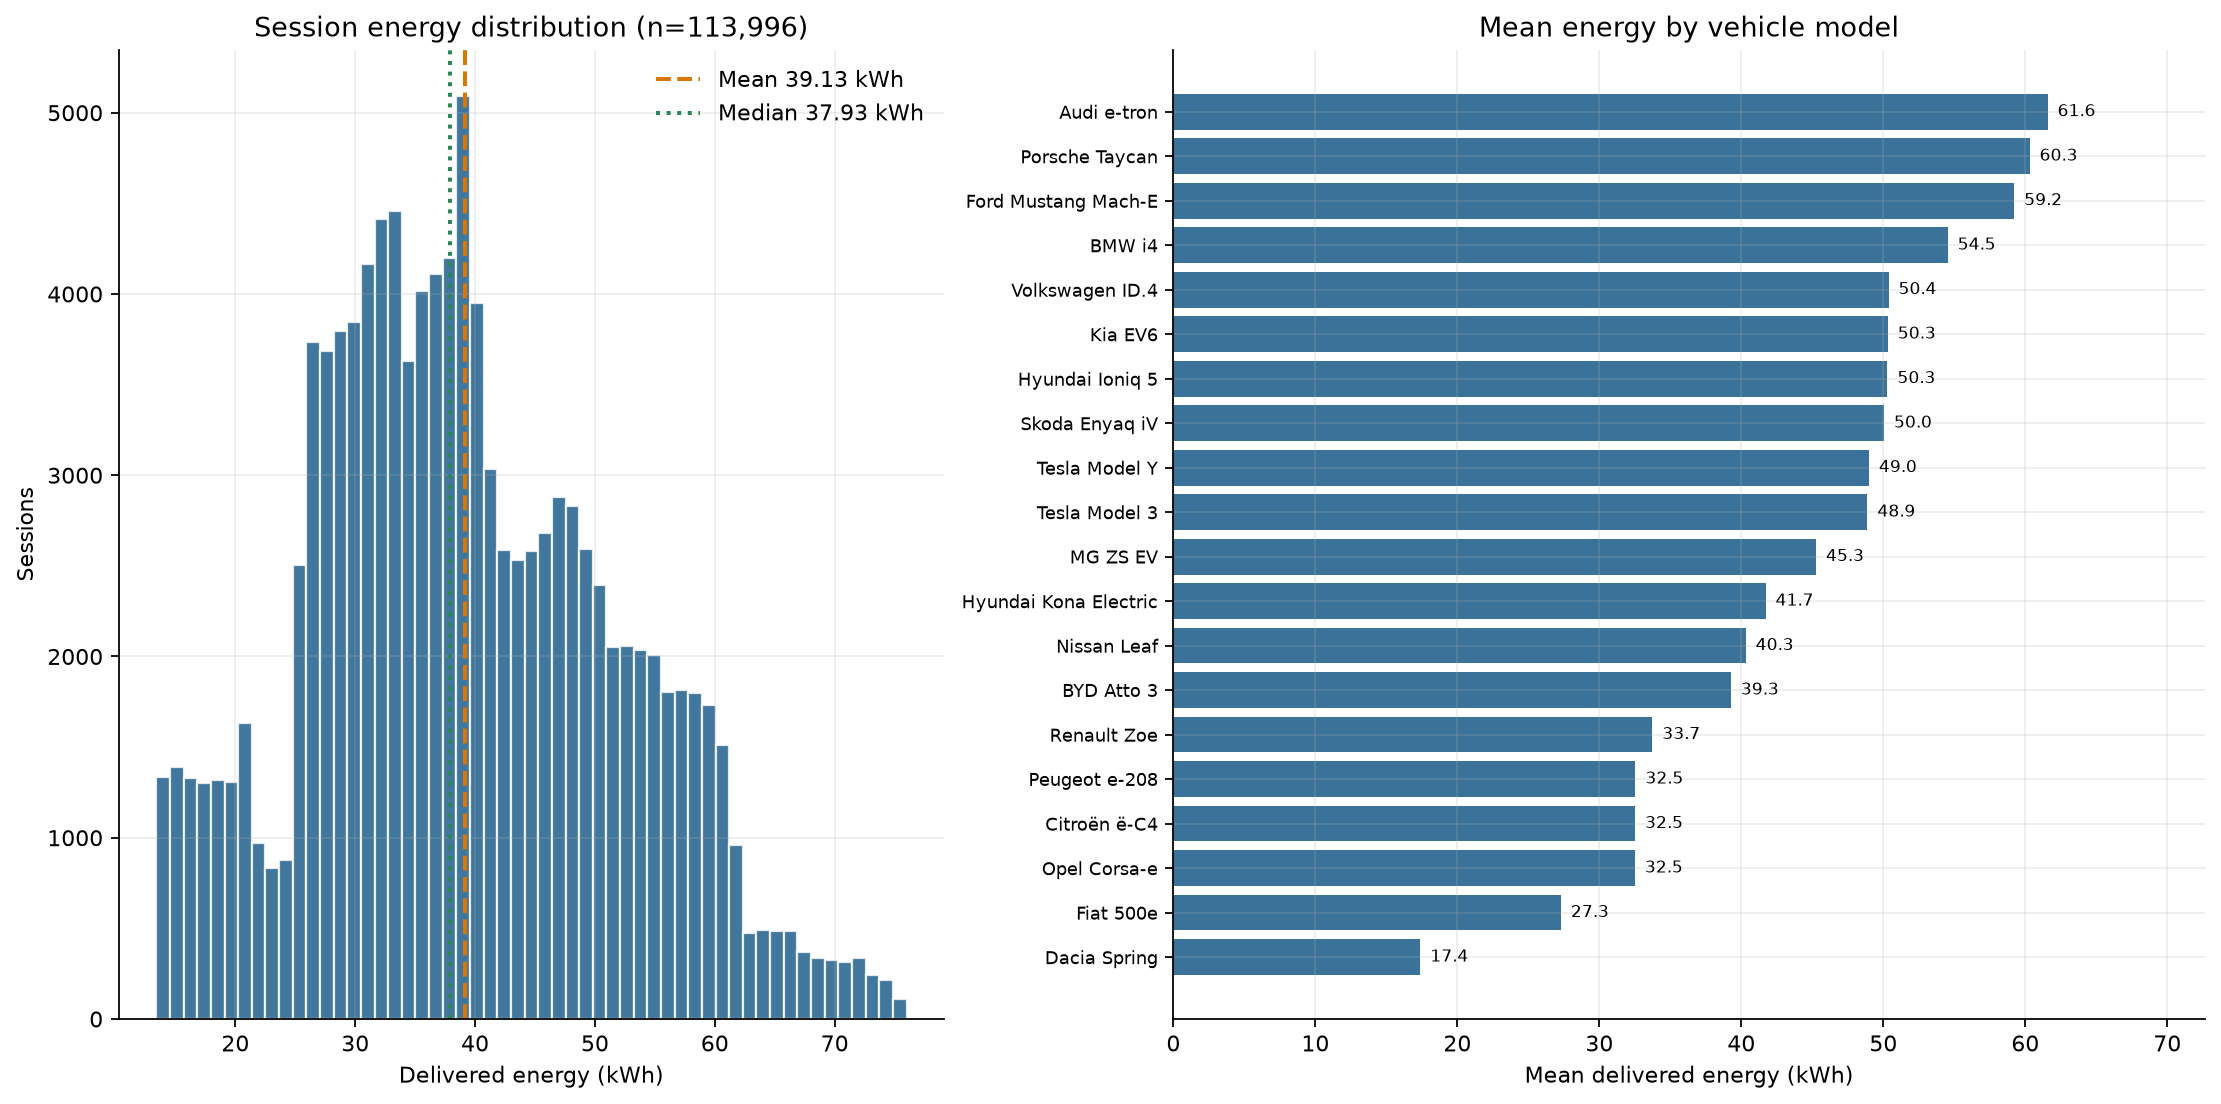 Session energy distribution (n=113,996)
Mean 39.13 kWh
Median 37.93 kWh
Sessions
5000
4000
3000
2000
1000
0
20 30 40 50 60 70
Delivered energy (kWh)
Mean energy by vehicle model
Audi e-tron 61.6
Porsche Taycan 60.3
Ford Mustang Mach-E 59.2
BMW i4 54.5
Volkswagen ID.4 50.4
Kia EV6 50.3
Hyundai Ioniq 5 50.3
Skoda Enyaq iV 50.0
Tesla Model Y 49.0
Tesla Model 3 48.9
MG ZS EV 45.3
Hyundai Kona Electric 41.7
Nissan Leaf 40.3
BYD Atto 3 39.3
Renault Zoe 33.7
Peugeot e-208 32.5
Citroën ë-C4 32.5
Opel Corsa-e 32.5
Fiat 500e 27.3
Dacia Spring 17.4
0 10 20 30 40 50 60 70
Mean delivered energy (kWh)